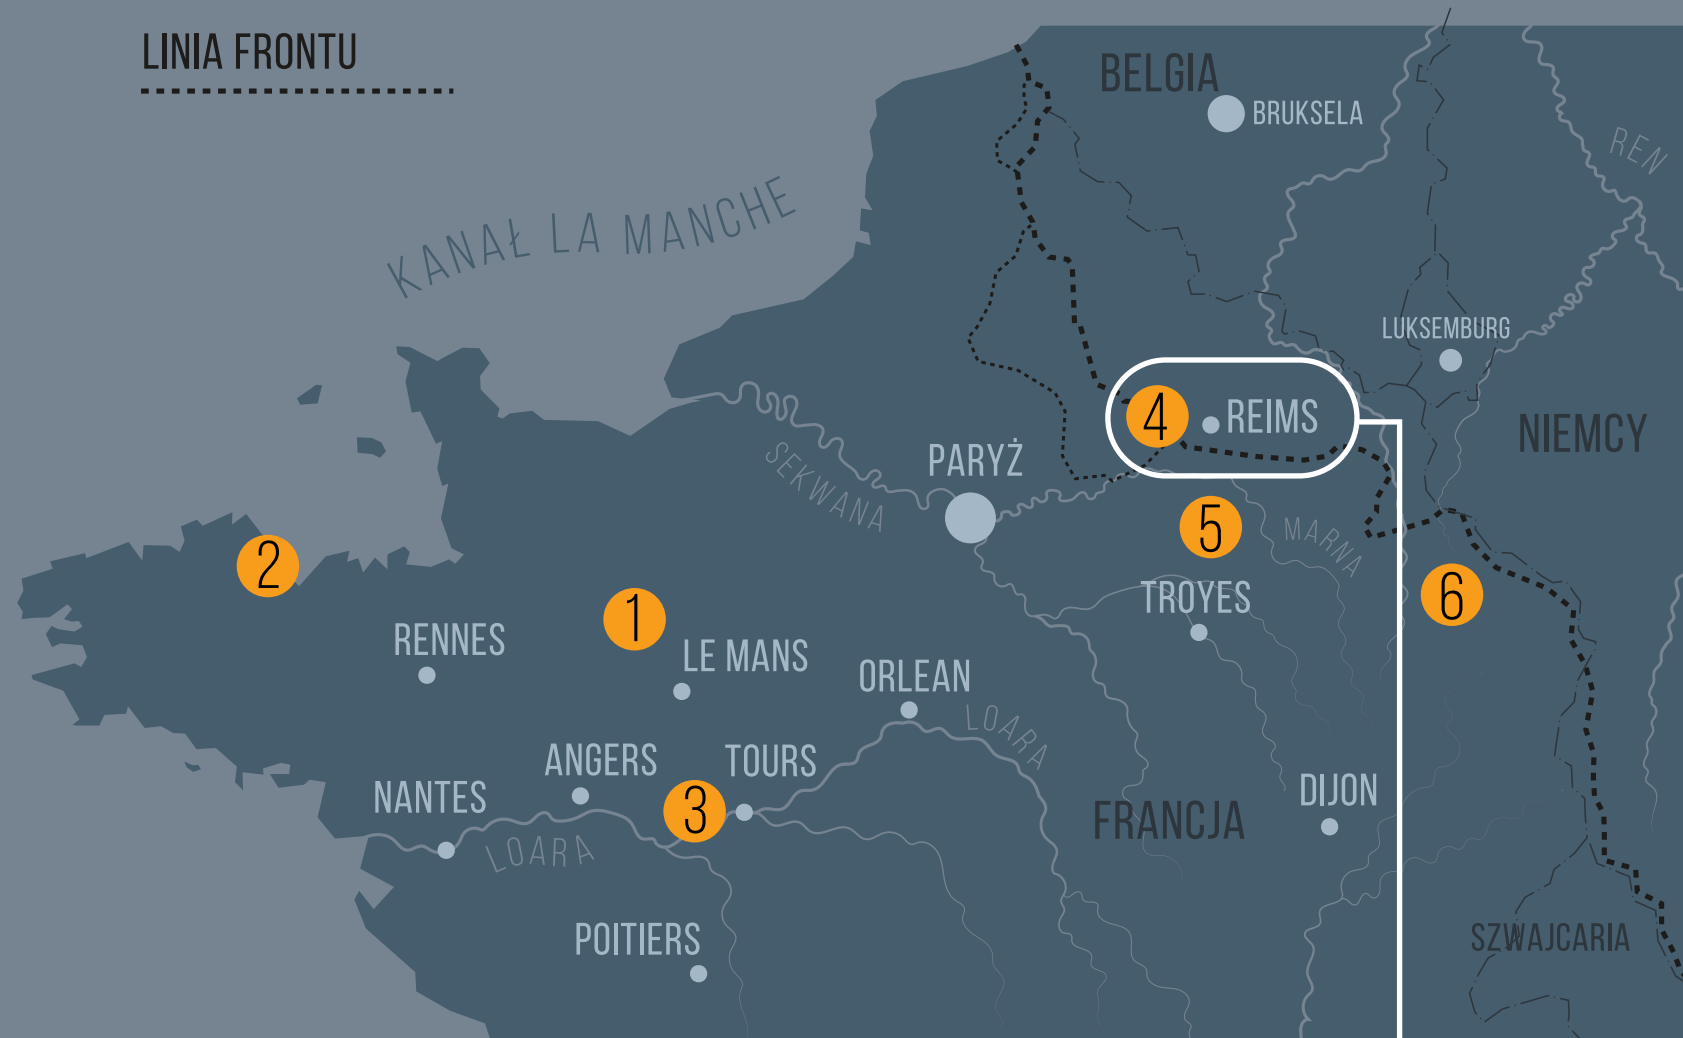 LINIA FRONTU
BELGIA
BRUKSELA
REN
KANAŁ LA MANCHE
LUKSEMBURG
4
REIMS
NIEMCY
PARYŻ
SEKWANA
5
MARNA
2
6
TROYES
1
RENNES
LE MANS
ORLEAN
LOARA
ANGERS
TOURS
NANTES
3
DIJON
FRANCJA
LOARA
POITIERS
SZWAJCARIA